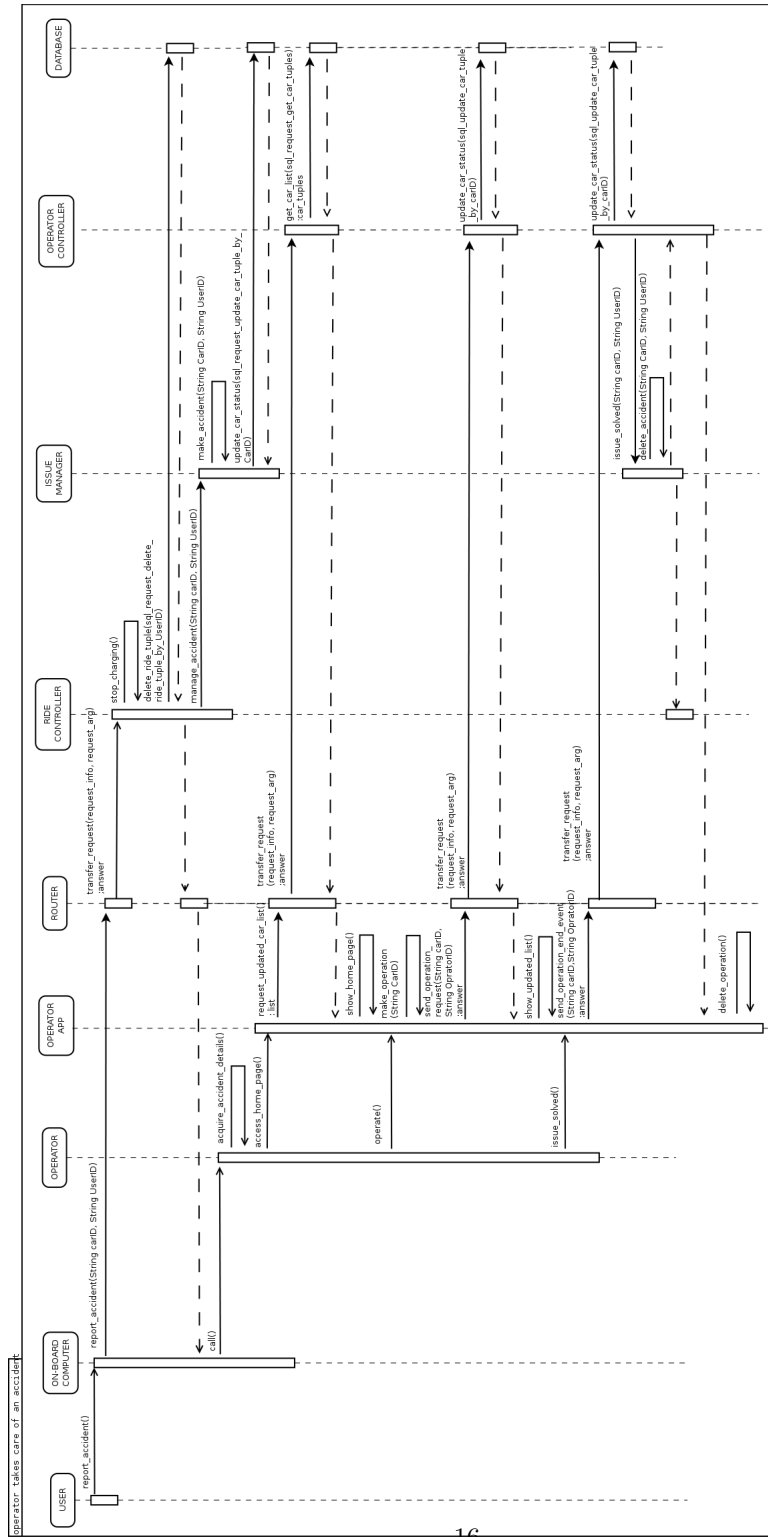 operator takes care of an accident
USER
ON-BOARD
COMPUTER
OPERATOR
OPERATOR
APP
ROUTER
RIDE
CONTROLLER
ISSUE
MANAGER
OPERATOR
CONTROLLER
DATABASE
report_accident()
report_accident(String carID, String UserID)
transfer_request(request_info, request_arg)
:answer
stop_charging()
delete_ride_tuple(sql_request_delete_
ride_tuple_by_UserID)
manage_accident(String carID, String UserID)
make_accident(String CarID, String UserID)
update_car_status(sql_request_update_car_tuple_by_
CarID)
call()
acquire_accident_details()
access_home_page()
request_updated_car_list()
: list
transfer_request
(request_info, request_arg)
:answer
get_car_list(sql_request_get_car_tuples)
:car_tuples
show_home_page()
operate()
make_operation
(String CarID)
send_operation_
request(String carID,
String OpratorID)
:answer
transfer_request
(request_info, request_arg)
:answer
update_car_status(sql_update_car_tuple
_by_carID)
show_updated_list()
issue_solved()
send_operation_end_event
(String carID,String OpratorID)
:answer
transfer_request
(request_info, request_arg)
:answer
update_car_status(sql_update_car_tuple
_by_carID)
issue_solved(String carID, String UserID)
delete_accident(String CarID, String UserID)
delete_operation()
16